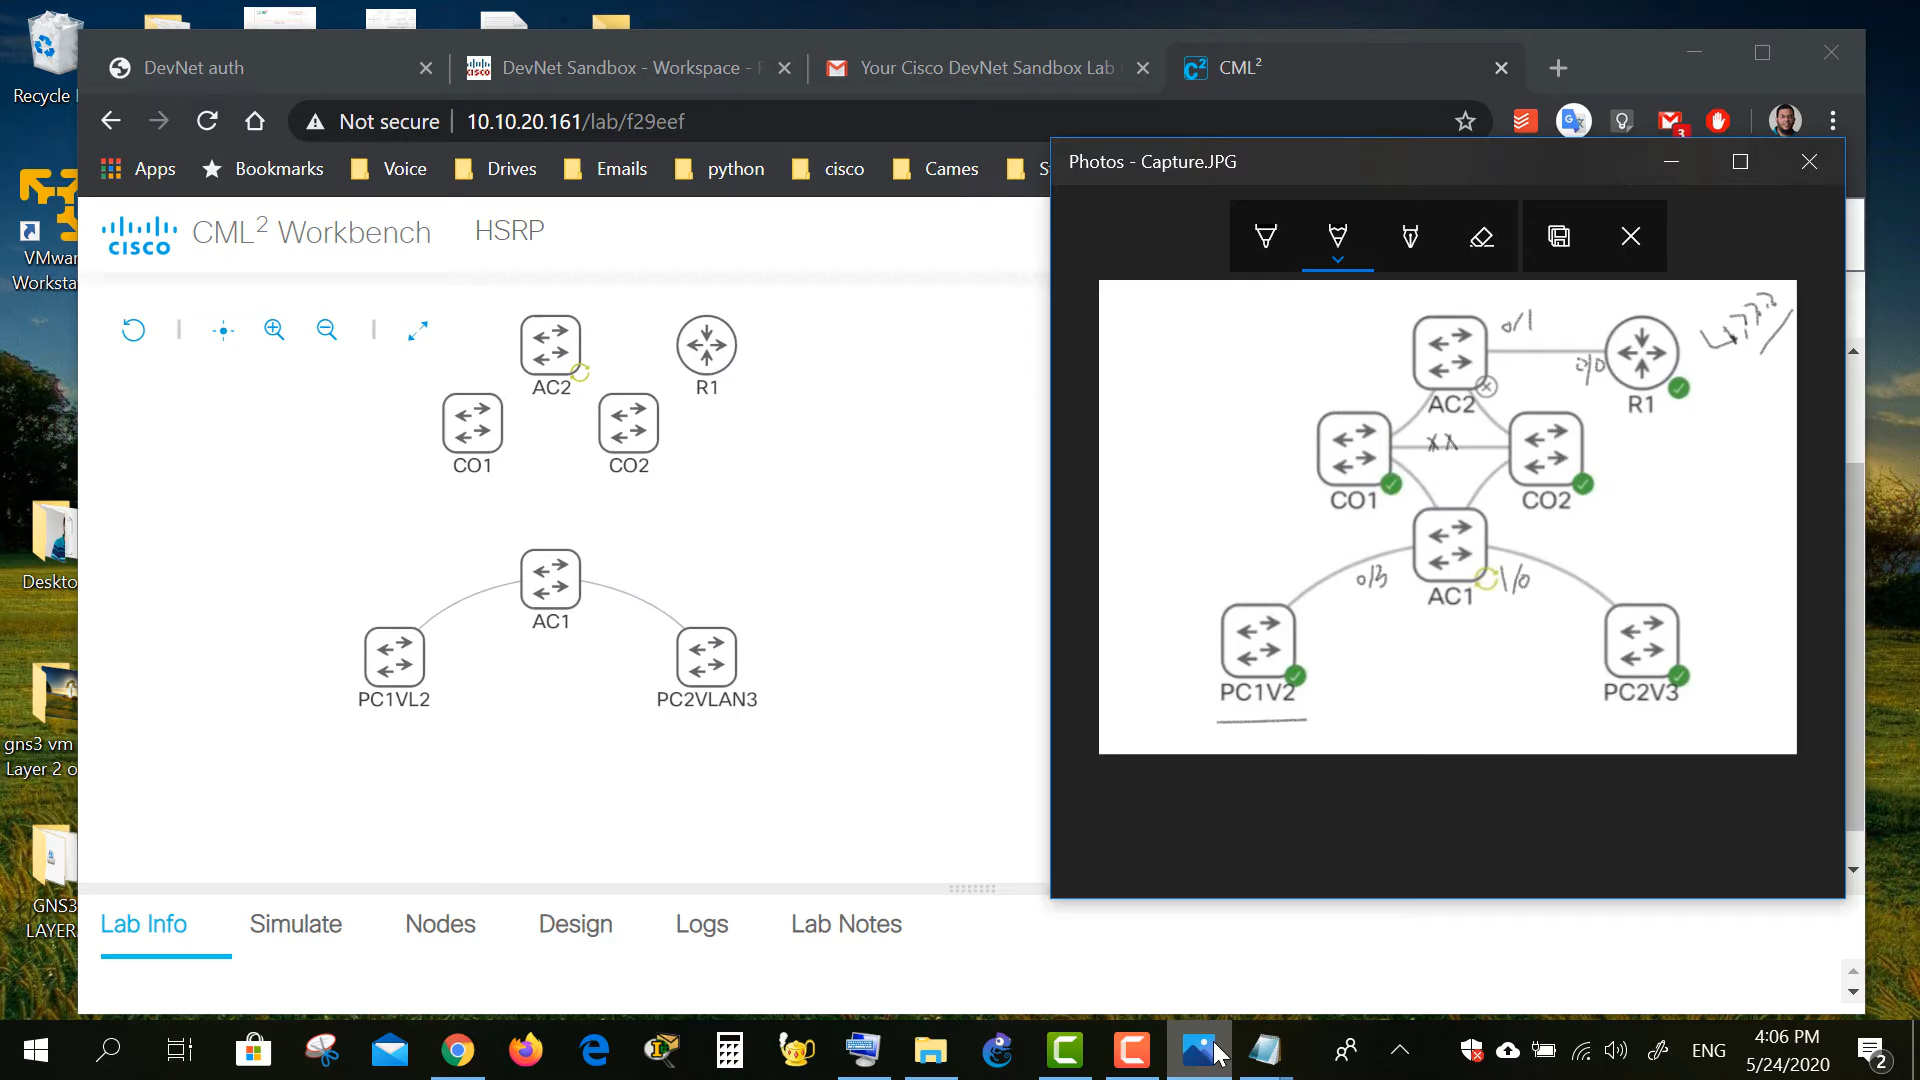 Recycle
DevNet auth
DevNet Sandbox - Workspace -
Your Cisco DevNet Sandbox Lab
CML²
Not secure
10.10.20.161/lab/f29eef
3
Apps
Bookmarks
Voice
Drives
Emails
python
cisco
Cames
Photos - Capture.JPG
CISCO
CML² Workbench
HSRP
AC2
R1
CO1
CO2
AC1
PC1VL2
PC2VLAN3
0/1
0/0
AC2
R1
XX
CO1
CO2
0/3
1/0
AC1
PC1V2
PC2V3
VMwar
Worksta
Deskto
gns3 vm
Layer 2 o
GNS3
LAYER
Lab Info
Simulate
Nodes
Design
Logs
Lab Notes
ENG
4:06 PM
5/24/2020
2